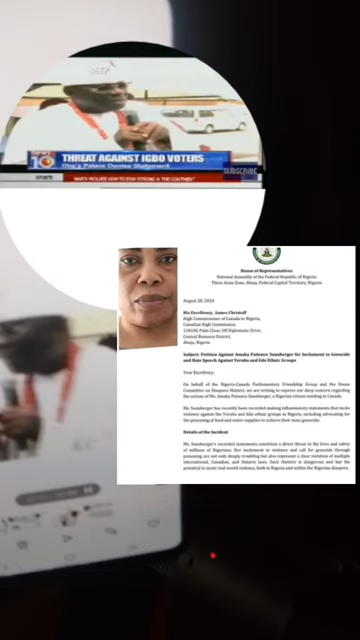 NEWS
10
THREAT AGAINST IGBO VOTERS
Oba's Palace Denies Statement
SUBSCRIBE
SPORTS
House of Representatives
National Assembly of the Federal Republic of Nigeria
Three Arms Zone, Abuja, Federal Capital Territory, Nigeria
August 28, 2024
His Excellency, James Christoff
High Commissioner of Canada to Nigeria,
Canadian High Commission,
13010G Palm Close, Off Diplomatic Drive,
Central Business District,
Abuja, Nigeria
Subject: Petition Against Amaka Patience Sunnberger for Incitement to Genocide
and Hate Speech Against Yoruba and Edo Ethnic Groups
Your Excellency,
On behalf of the Nigeria-Canada Parliamentary Friendship Group and the House
Committee on Diaspora Matters, we are writing to express our deep concern regarding
the actions of Ms. Amaka Patience Sunnberger, a Nigerian citizen residing in Canada.
Ms. Sunnberger has recently been recorded making inflammatory statements that incite
violence against the Yoruba and Edo ethnic groups in Nigeria, including advocating for
the poisoning of food and water supplies to achieve their mass genocide.
Details of the Incident
Ms. Sunnberger's recorded statements constitute a direct threat to the lives and safety
of millions of Nigerians. Her incitement to violence and call for genocide through
poisoning are not only deeply troubling but also represent a clear violation of multiple
international, Canadian, and Ontario laws. Such rhetoric is dangerous and has the
potential to incite real-world violence, both in Nigeria and within the Nigerian diaspora.